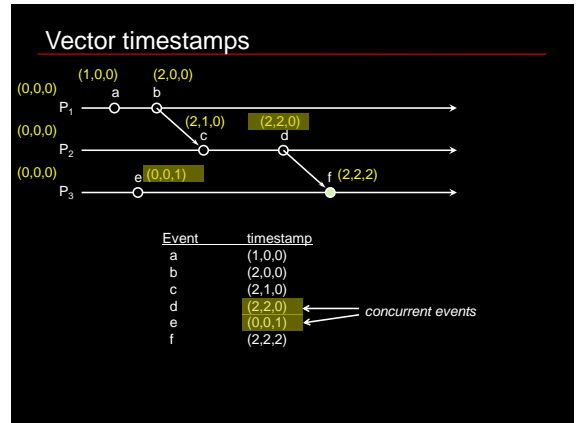 Vector timestamps
(1,0,0) (2,0,0)
(0,0,0) a b
P1
(0,0,0) (2,1,0) (2,2,0)
c d
P2
(0,0,0) e (0,0,1) f (2,2,2)
P3
Event timestamp
a (1,0,0)
b (2,0,0)
c (2,1,0)
d (2,2,0)
concurrent events
e (0,0,1)
f (2,2,2)